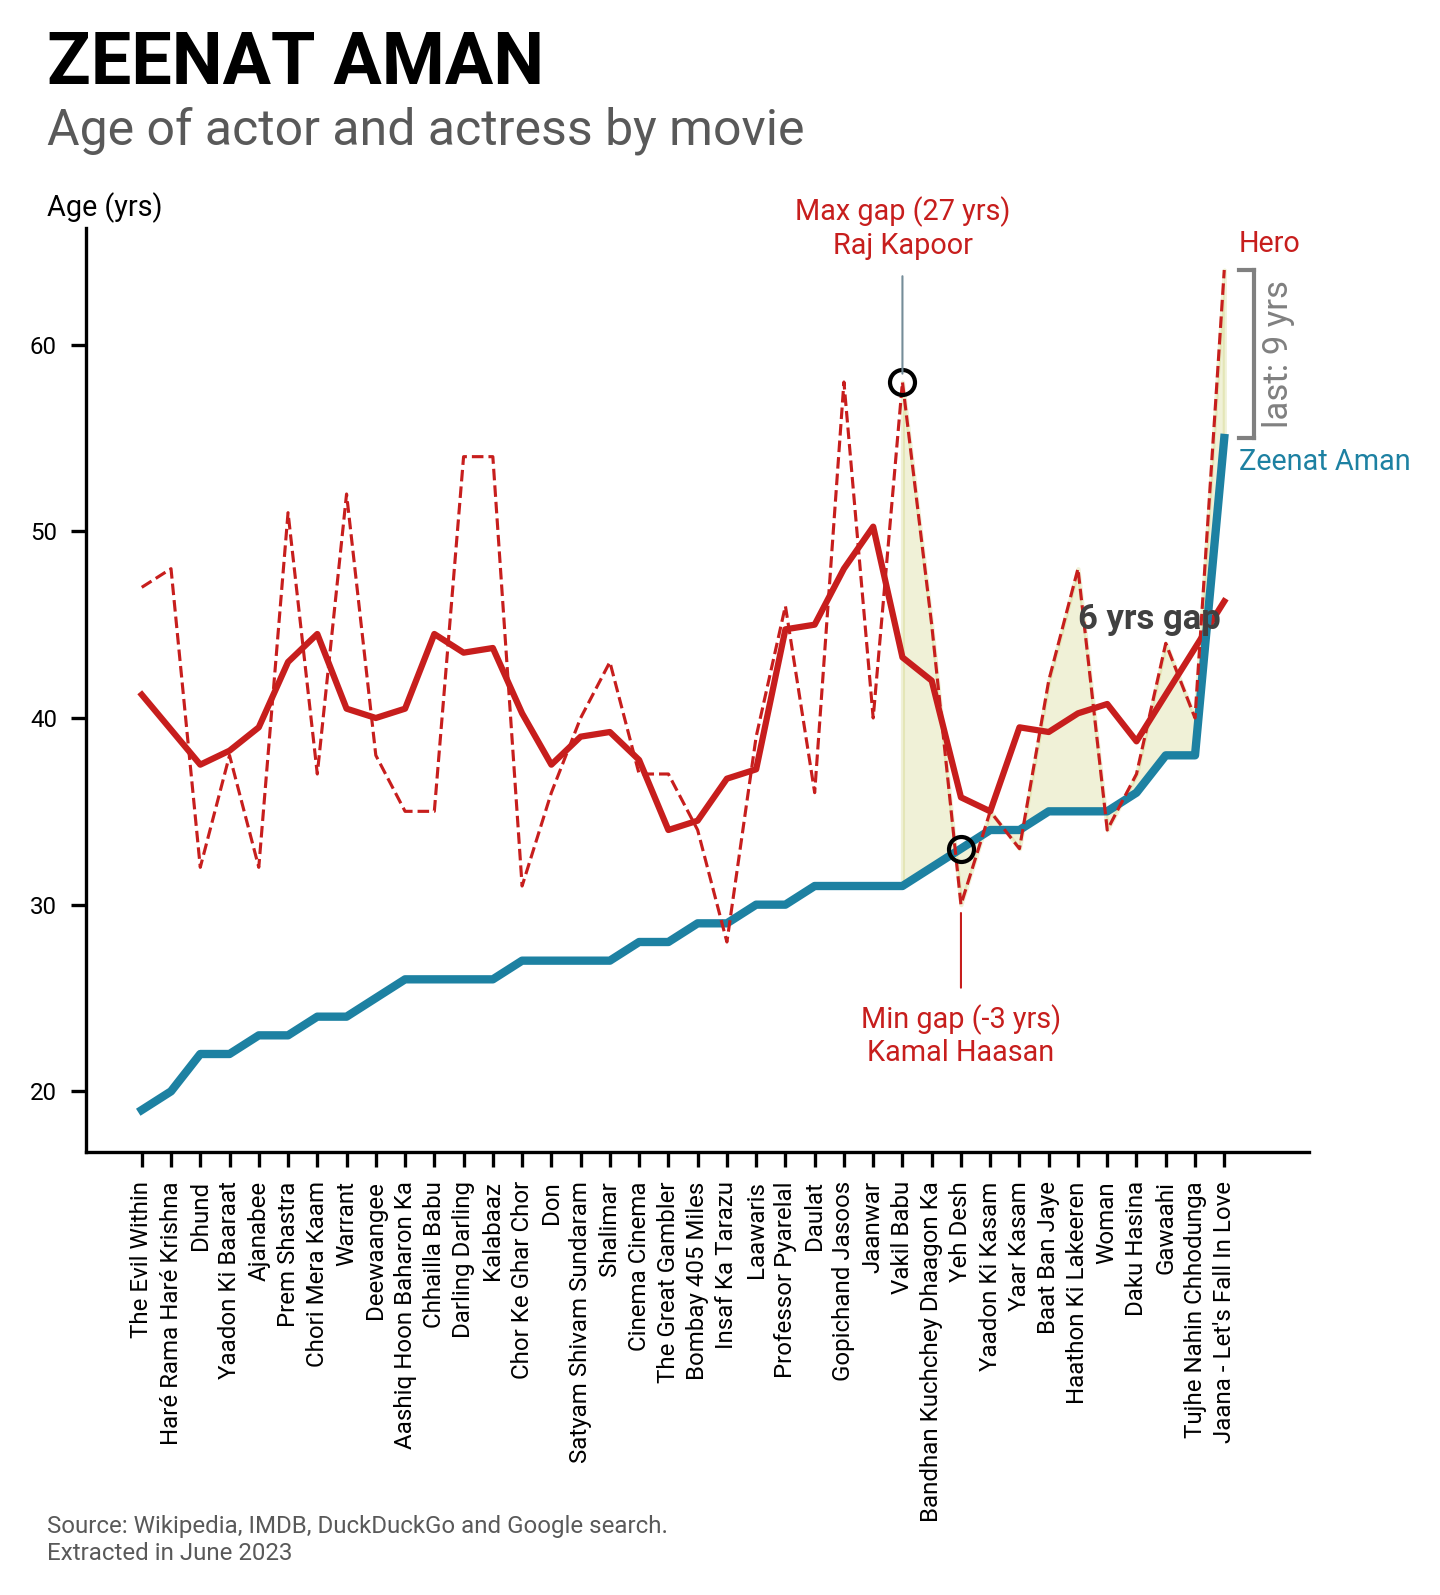 ZEENAT AMAN
Age of actor and actress by movie
Age (yrs)
Max gap (27 yrs)
Raj Kapoor
Hero
last: 9 yrs
Zeenat Aman
6 yrs gap
Min gap (-3 yrs)
Kamal Haasan
60
50
40
30
20
The Evil Within
Haré Rama Haré Krishna
Dhund
Yaadon Ki Baaraat
Ajanabee
Prem Shastra
Chori Mera Kaam
Warrant
Deewaangee
Aashiq Hoon Baharon Ka
Chhailla Babu
Darling Darling
Kalabaaz
Chor Ke Ghar Chor
Don
Satyam Shivam Sundaram
Shalimar
Cinema Cinema
The Great Gambler
Bombay 405 Miles
Insaf Ka Tarazu
Laawaris
Professor Pyarelal
Daulat
Gopichand Jasoos
Jaanwar
Vakil Babu
Bandhan Kuchchey Dhaagon Ka
Yeh Desh
Yaadon Ki Kasam
Yaar Kasam
Baat Ban Jaye
Haathon Ki Lakeeren
Woman
Daku Hasina
Gawaahi
Tujhe Nahin Chhodunga
Jaana - Let's Fall In Love
Source: Wikipedia, IMDB, DuckDuckGo and Google search.
Extracted in June 2023